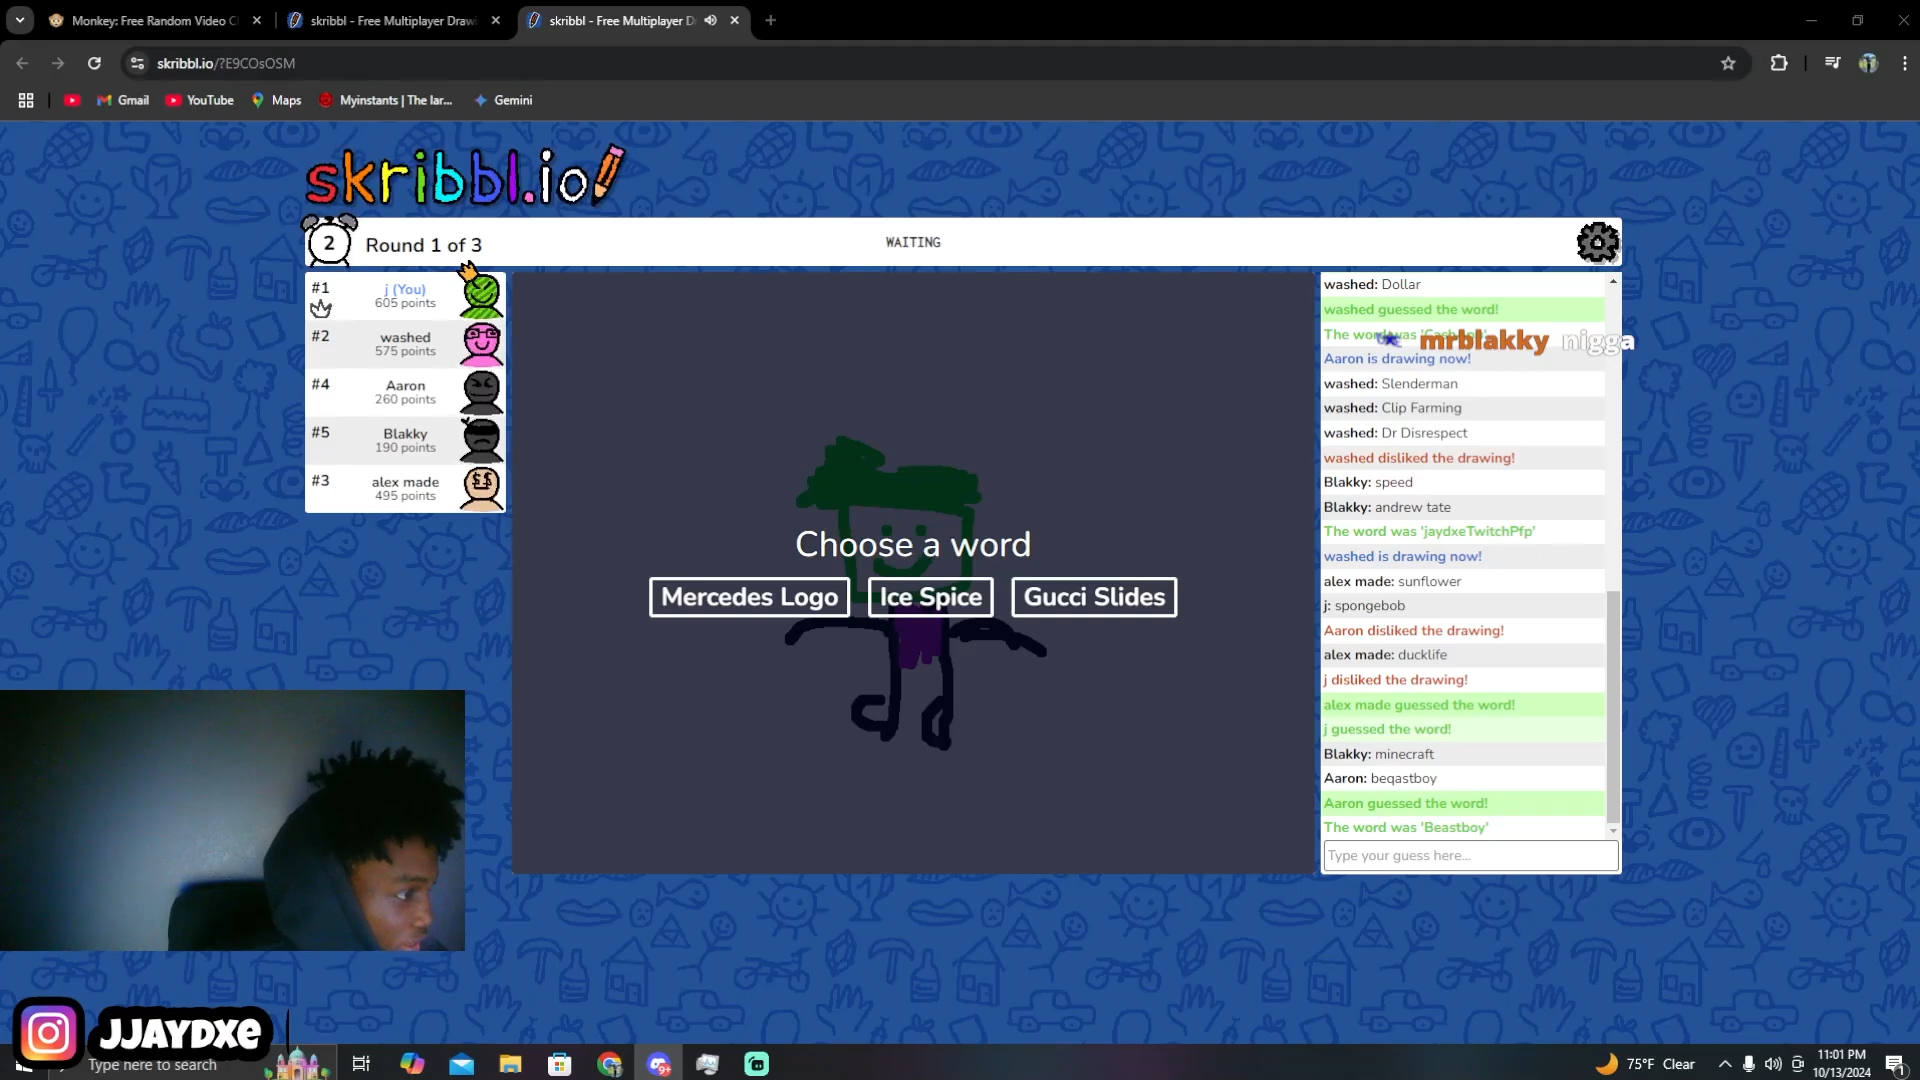 Monkey: Free Random Video C
skribbl - Free Multiplayer Draw
skribbl - Free Multiplayer D
skribbl.io/?E9COsOSM
Gmail
YouTube
Maps
Myinstants | The lar...
Gemini
skribbl.io
2
Round 1 of 3
WAITING
#1
j (You)
605 points
#2
washed
575 points
#4
Aaron
260 points
#5
Blakky
190 points
#3
alex made
495 points
Choose a word
Mercedes Logo
Ice Spice
Gucci Slides
washed: Dollar
washed guessed the word!
The word was
mrblakky nigga
Aaron is drawing now!
washed: Slenderman
washed: Clip Farming
washed: Dr Disrespect
washed disliked the drawing!
Blakky: speed
Blakky: andrew tate
The word was 'jaydxeTwitchPfp'
washed is drawing now!
alex made: sunflower
j: spongebob
Aaron disliked the drawing!
alex made: ducklife
j disliked the drawing!
alex made guessed the word!
j guessed the word!
Blakky: minecraft
Aaron: beqastboy
Aaron guessed the word!
The word was 'Beastboy'
Type your guess here...
JJAYDXE
Type here to search
9+
75°F Clear
11:01 PM
10/13/2024
1